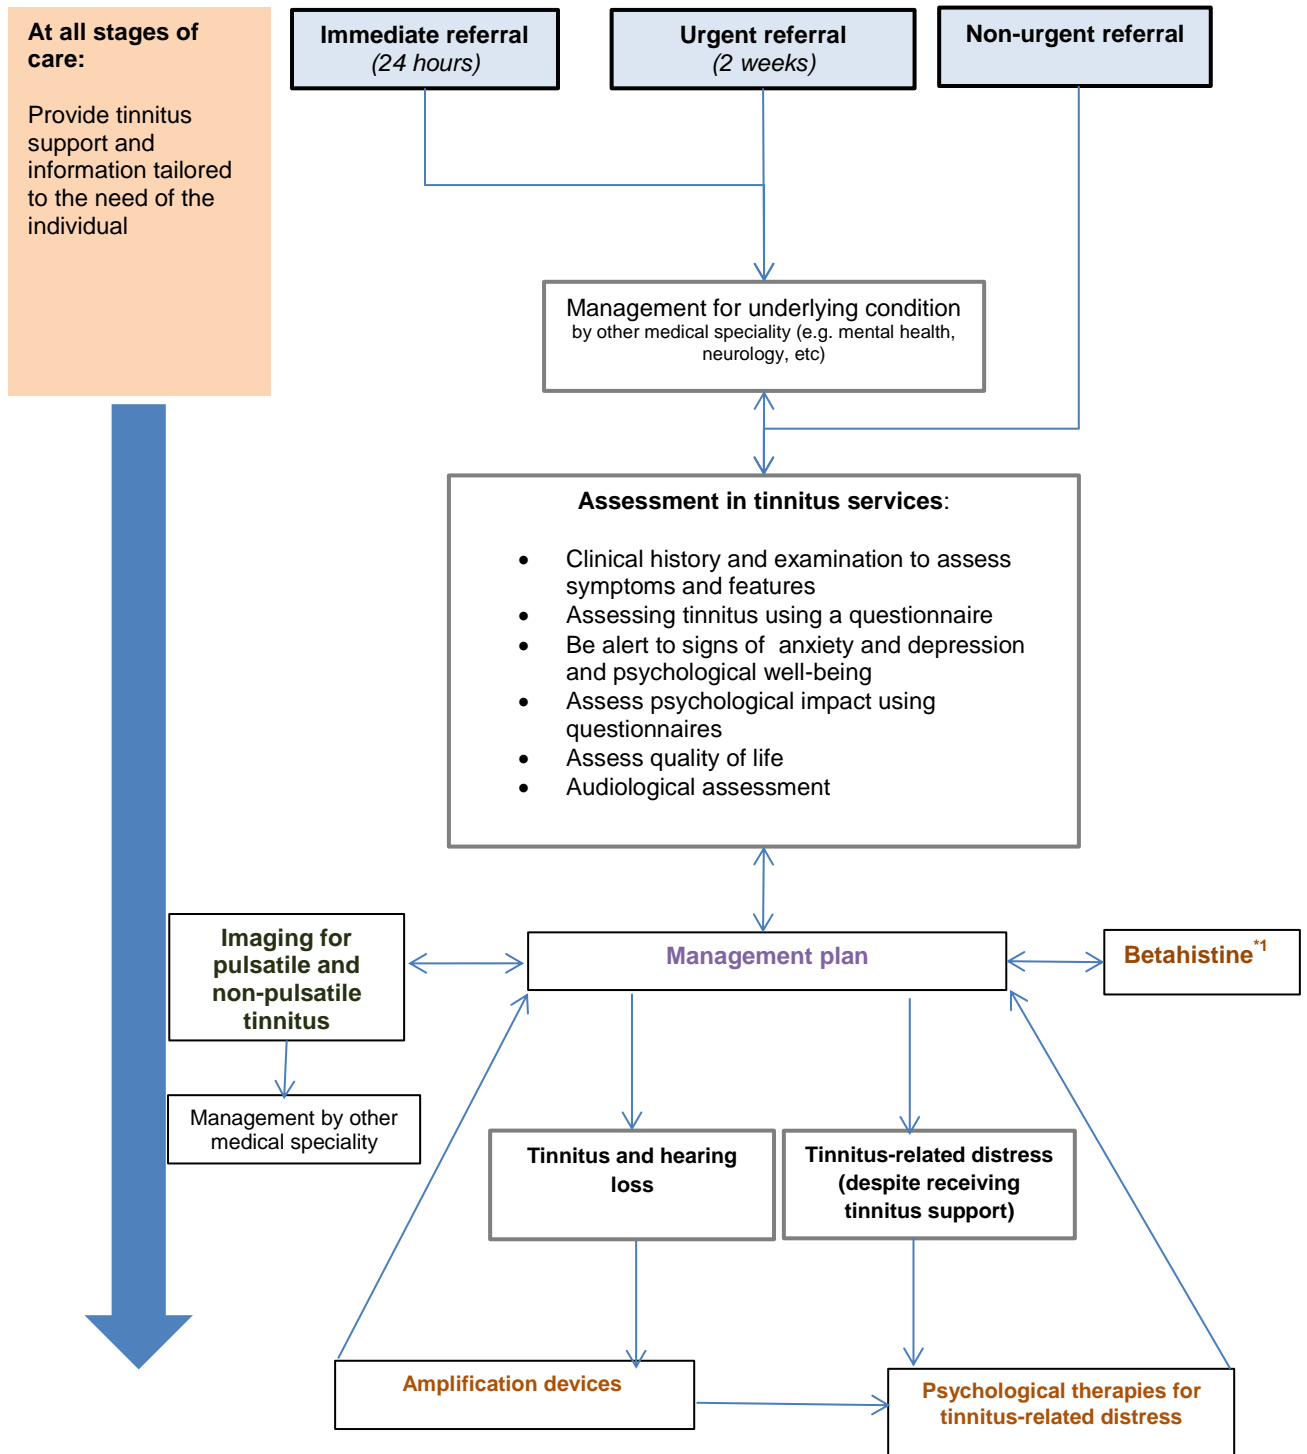 At all stages of
care:
Provide tinnitus
support and
information tailored
to the need of the
individual
Immediate referral
(24 hours)
Urgent referral
(2 weeks)
Non-urgent referral
Management for underlying condition
by other medical speciality (e.g. mental health,
neurology, etc)
Assessment in tinnitus services:
• Clinical history and examination to assess
symptoms and features
• Assessing tinnitus using a questionnaire
• Be alert to signs of  anxiety and depression
and psychological well-being
• Assess psychological impact using
questionnaires
• Assess quality of life
• Audiological assessment
Imaging for
pulsatile and
non-pulsatile
tinnitus
Management plan
Betahistine*1
Management by other
medical speciality
Tinnitus and hearing
loss
Tinnitus-related distress
(despite receiving
tinnitus support)
Amplification devices
Psychological therapies for
tinnitus-related distress